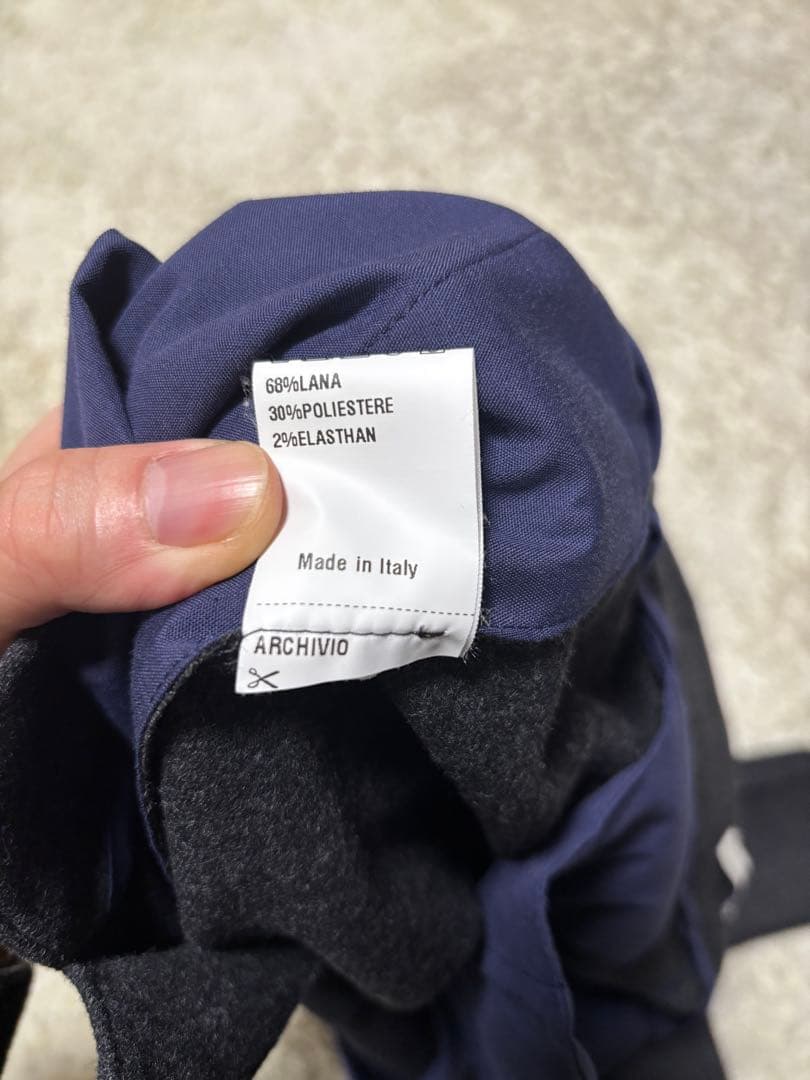 68%LANA
30%POLIESTERE
2%ELASTHAN
Made in Italy
ARCHIVIO